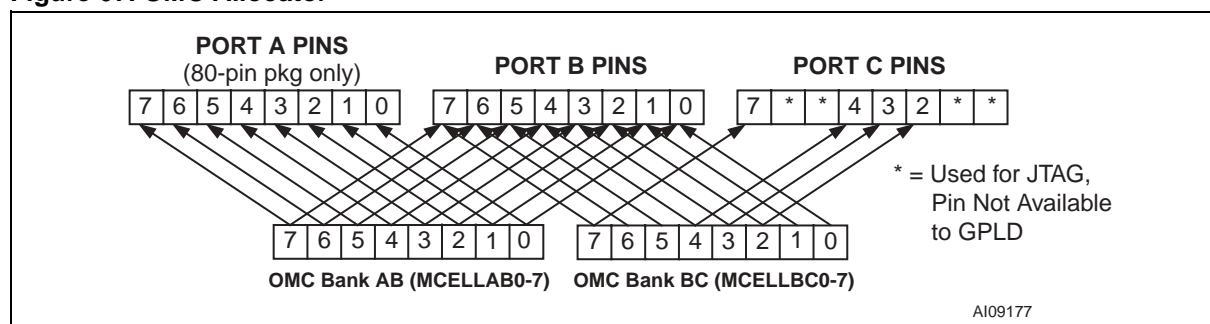 PORT A PINS
(80-pin pkg only)
PORT B PINS
PORT C PINS
7 6 5 4 3 2 1 0
7 6 5 4 3 2 1 0
7 * * 4 3 2 * *
* = Used for JTAG,
Pin Not Available
to GPLD
7 6 5 4 3 2 1 0
7 6 5 4 3 2 1 0
OMC Bank AB (MCELLAB0-7)
OMC Bank BC (MCELLBC0-7)
AI09177